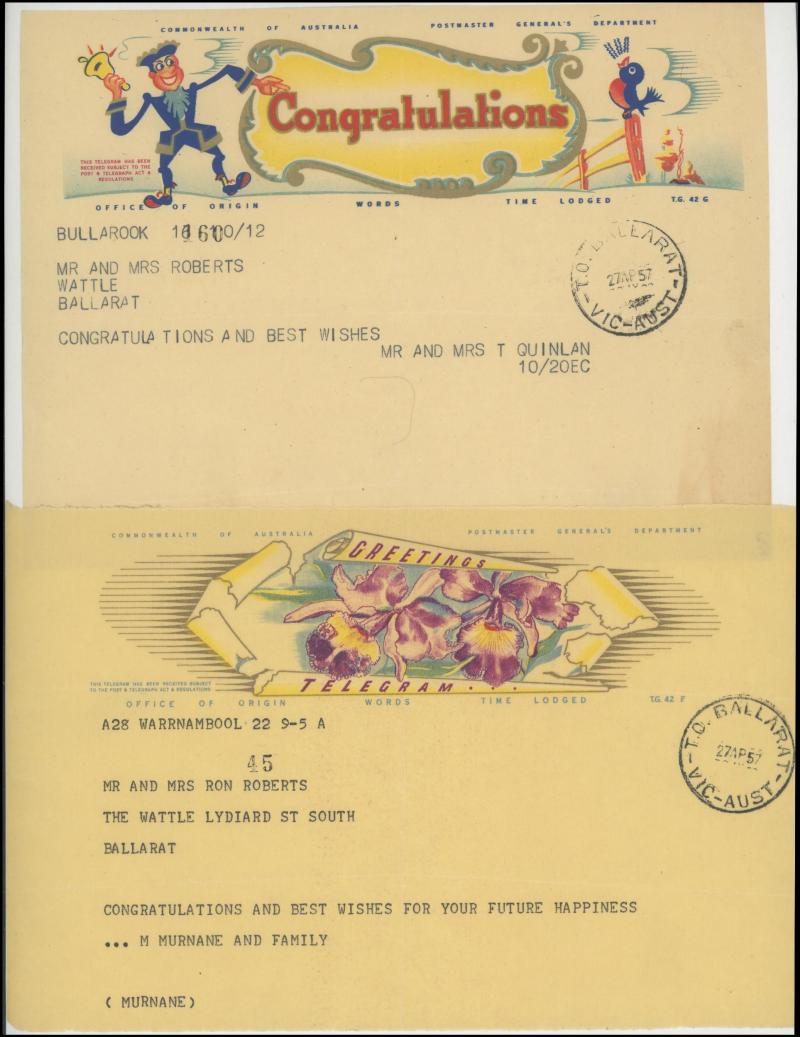 COMMONWEALTH OF AUSTRALIA POSTMASTER GENERAL'S DEPARTMENT
Congratulations
THIS TELEGRAM HAS BEEN
RECEIVED SUBJECT TO THE
POST & TELEGRAPH ACT &
REGULATIONS
OFFICE OF ORIGIN WORDS TIME LODGED T.G. 42 G
BULLAROOK 160 /12
T.O. BALLARAT
27AP57
VIC-AUST
MR AND MRS ROBERTS
WATTLE
BALLARAT
CONGRATULATIONS AND BEST WISHES
MR AND MRS T QUINLAN
10/20EC
COMMONWEALTH OF AUSTRALIA POSTMASTER GENERAL'S DEPARTMENT
GREETINGS
TELEGRAM...
THIS TELEGRAM HAS BEEN RECEIVED SUBJECT
TO THE POST & TELEGRAPH ACT & REGULATIONS
OFFICE OF ORIGIN WORDS TIME LODGED T.G. 42 F
A28 WARRNAMBOOL 22 9-5 A
T.O. BALLARAT
27AP57
VIC-AUST
45
MR AND MRS RON ROBERTS
THE WATTLE LYDIARD ST SOUTH
BALLARAT
CONGRATULATIONS AND BEST WISHES FOR YOUR FUTURE HAPPINESS
... M MURNANE AND FAMILY
( MURNANE)